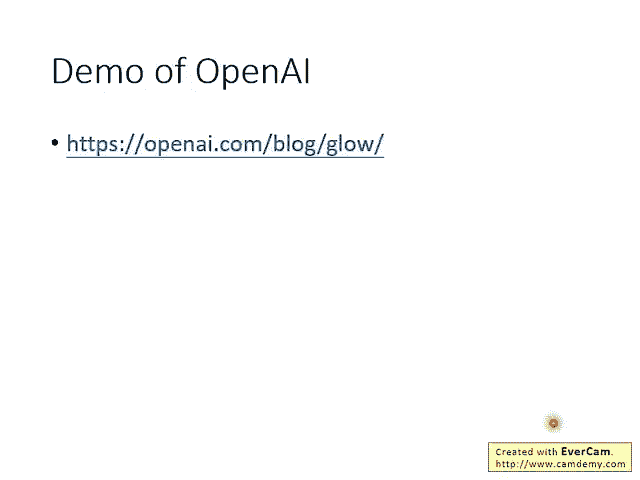 Demo of OpenAI
• https://openai.com/blog/glow/
Created with EverCam.
http://www.camdemy.com